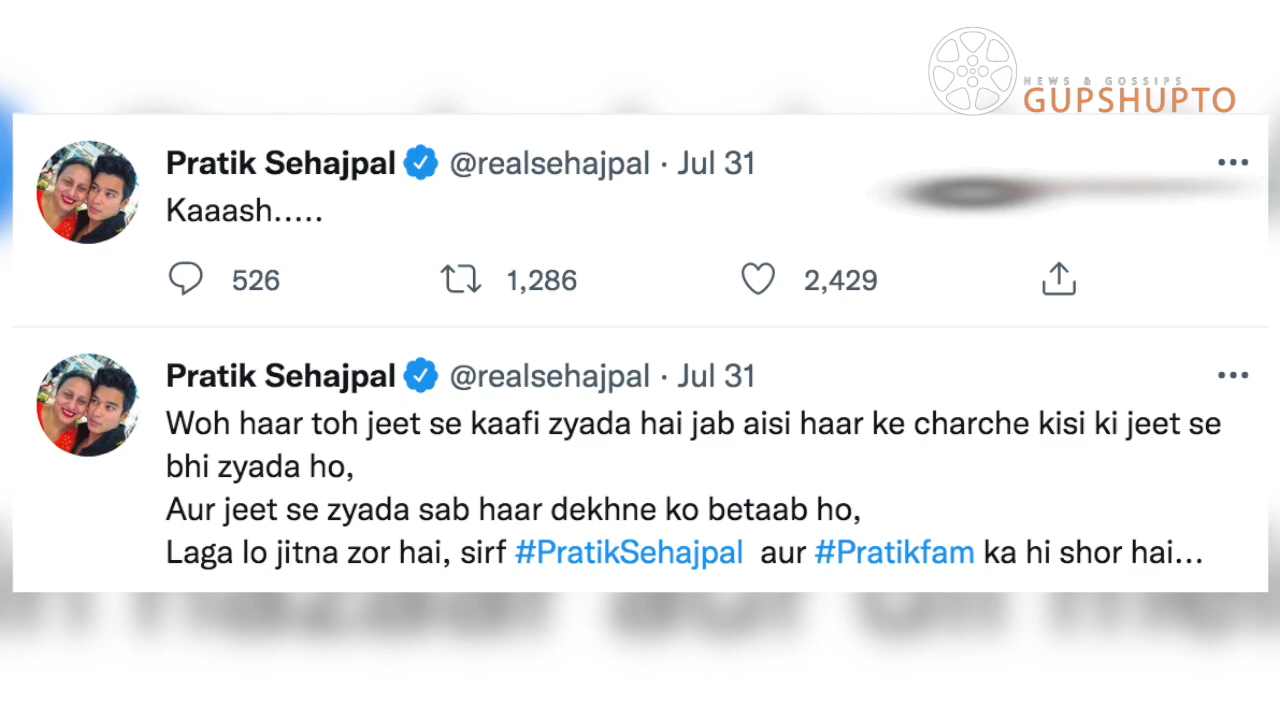 NEWS & GOSSIPS
GUPSHUPTO
Pratik Sehajpal @realsehajpal · Jul 31
Kaaash.....
526 1,286 2,429
Pratik Sehajpal @realsehajpal · Jul 31
Woh haar toh jeet se kaafi zyada hai jab aisi haar ke charche kisi ki jeet se
bhi zyada ho,
Aur jeet se zyada sab haar dekhne ko betaab ho,
Laga lo jitna zor hai, sirf #PratikSehajpal aur #Pratikfam ka hi shor hai...